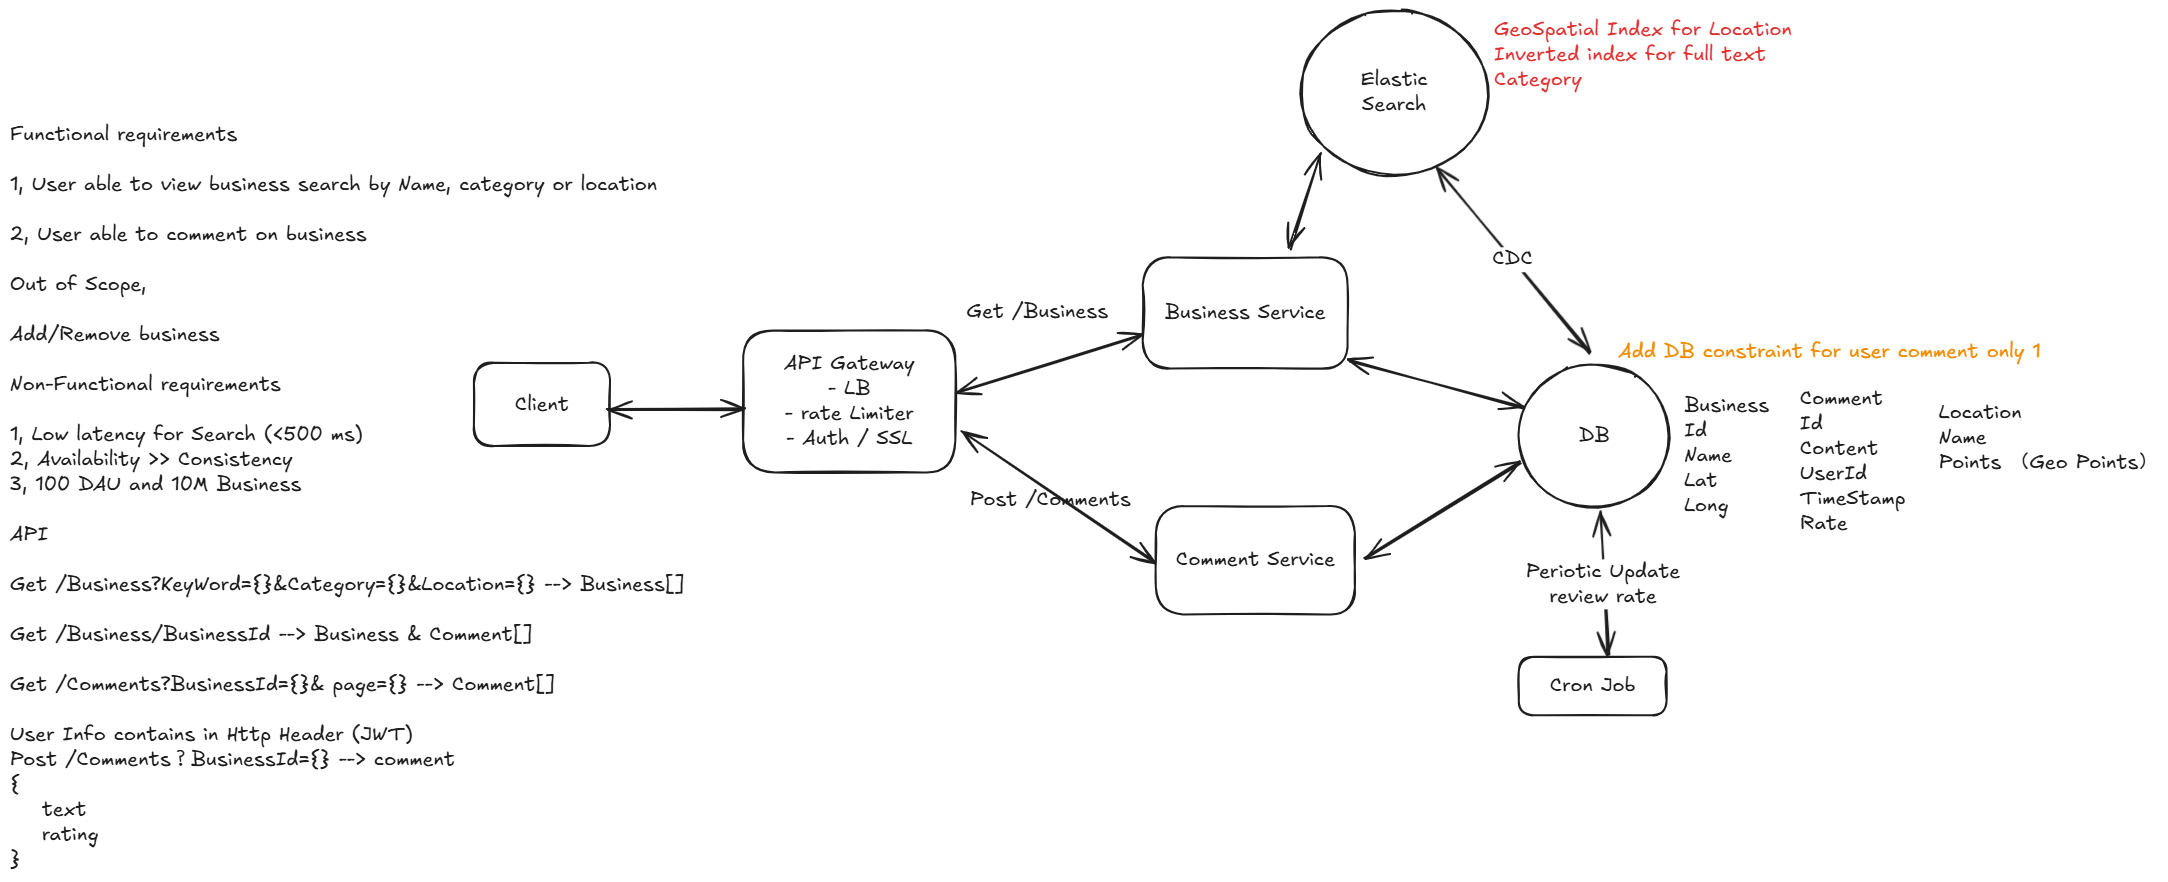 Functional requirements
1, User able to view business search by Name, category or location
2, User able to comment on business
Out of Scope,
Add/Remove business
Non-Functional requirements
1, Low latency for Search (<500 ms)
2, Availability >> Consistency
3, 100 DAU and 10M Business
API
Get /Business?KeyWord={}&Category={}&Location={} --> Business[]
Get /Business/BusinessId --> Business & Comment[]
Get /Comments?BusinessId={}& page={} --> Comment[]
User Info contains in Http Header (JWT)
Post /Comments ? BusinessId={} --> comment
{
text
rating
}
Client
API Gateway
- LB
- rate Limiter
- Auth / SSL
Get /Business
Post /Comments
Business Service
Comment Service
Elastic
Search
GeoSpatial Index for Location
Inverted index for full text
Category
CDC
Add DB constraint for user comment only 1
DB
Business
Id
Name
Lat
Long
Comment
Id
Content
UserId
TimeStamp
Rate
Location
Name
Points (Geo Points)
Periotic Update
review rate
Cron Job